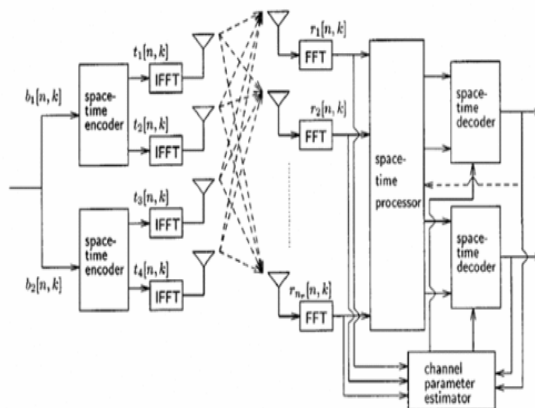 b₁[n, k]
space-
time
encoder
t₁[n, k]
IFFT
t₂[n, k]
IFFT
b₂[n, k]
space-
time
encoder
t₃[n, k]
IFFT
t₄[n, k]
IFFT
r₁[n, k]
FFT
r₂[n, k]
FFT
rₙᵣ[n, k]
FFT
space-
time
processor
space-
time
decoder
space-
time
decoder
channel
parameter
estimator